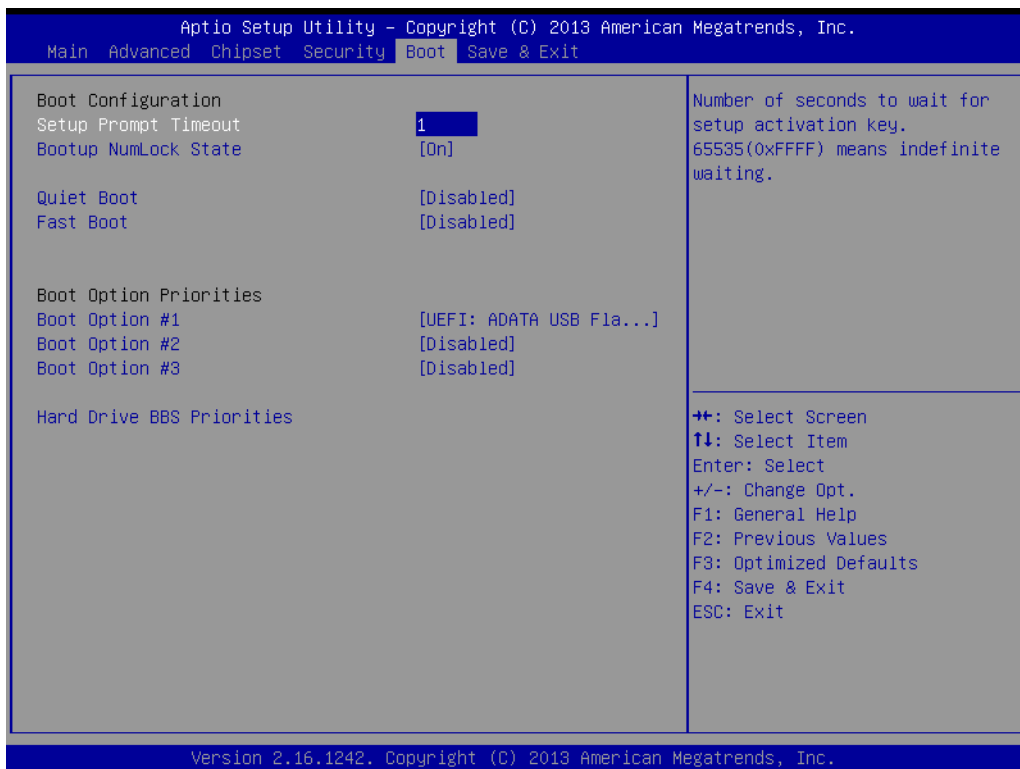 Aptio Setup Utility – Copyright (C) 2013 American Megatrends, Inc.
Main Advanced Chipset Security Boot Save & Exit
Boot Configuration
Setup Prompt Timeout 1
Bootup NumLock State [On]
Quiet Boot [Disabled]
Fast Boot [Disabled]
Boot Option Priorities
Boot Option #1 [UEFI: ADATA USB Fla...]
Boot Option #2 [Disabled]
Boot Option #3 [Disabled]
Hard Drive BBS Priorities
Number of seconds to wait for
setup activation key.
65535(0xFFFF) means indefinite
waiting.
→←: Select Screen
↑↓: Select Item
Enter: Select
+/-: Change Opt.
F1: General Help
F2: Previous Values
F3: Optimized Defaults
F4: Save & Exit
ESC: Exit
Version 2.16.1242. Copyright (C) 2013 American Megatrends, Inc.